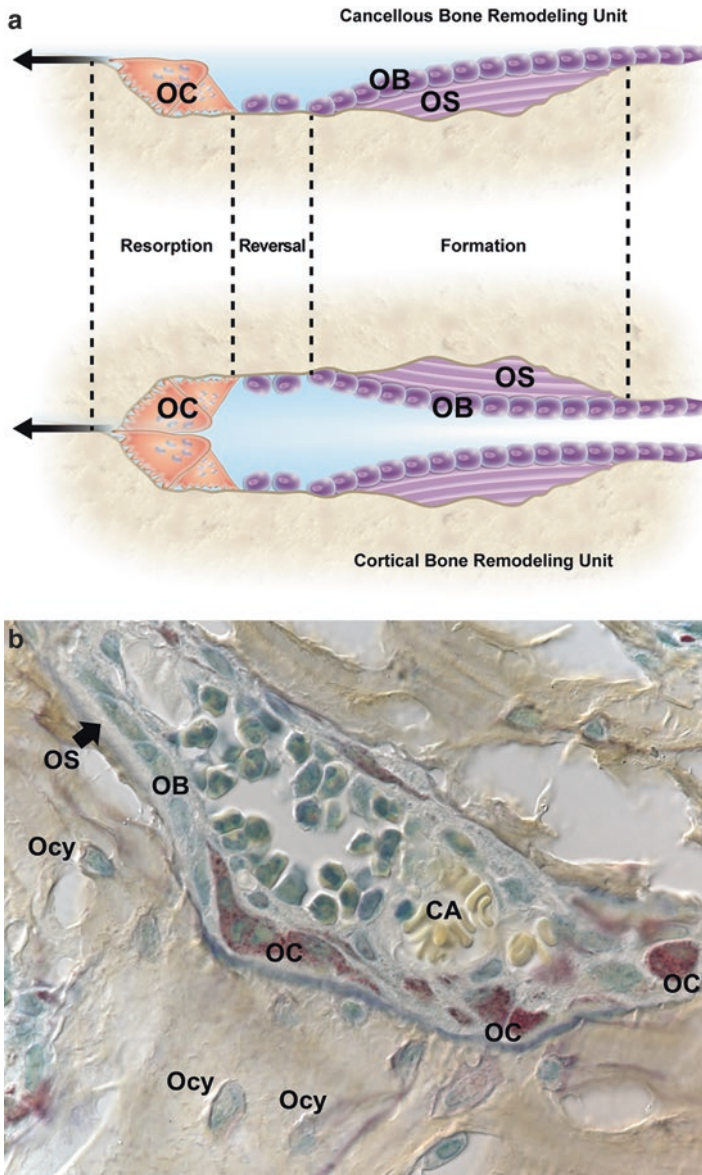 a
Cancellous Bone Remodeling Unit
OC
OB
OS
Resorption
Reversal
Formation
OC
OS
OB
Cortical Bone Remodeling Unit
b
OS
OB
Ocy
CA
OC
OC
OC
Ocy
Ocy